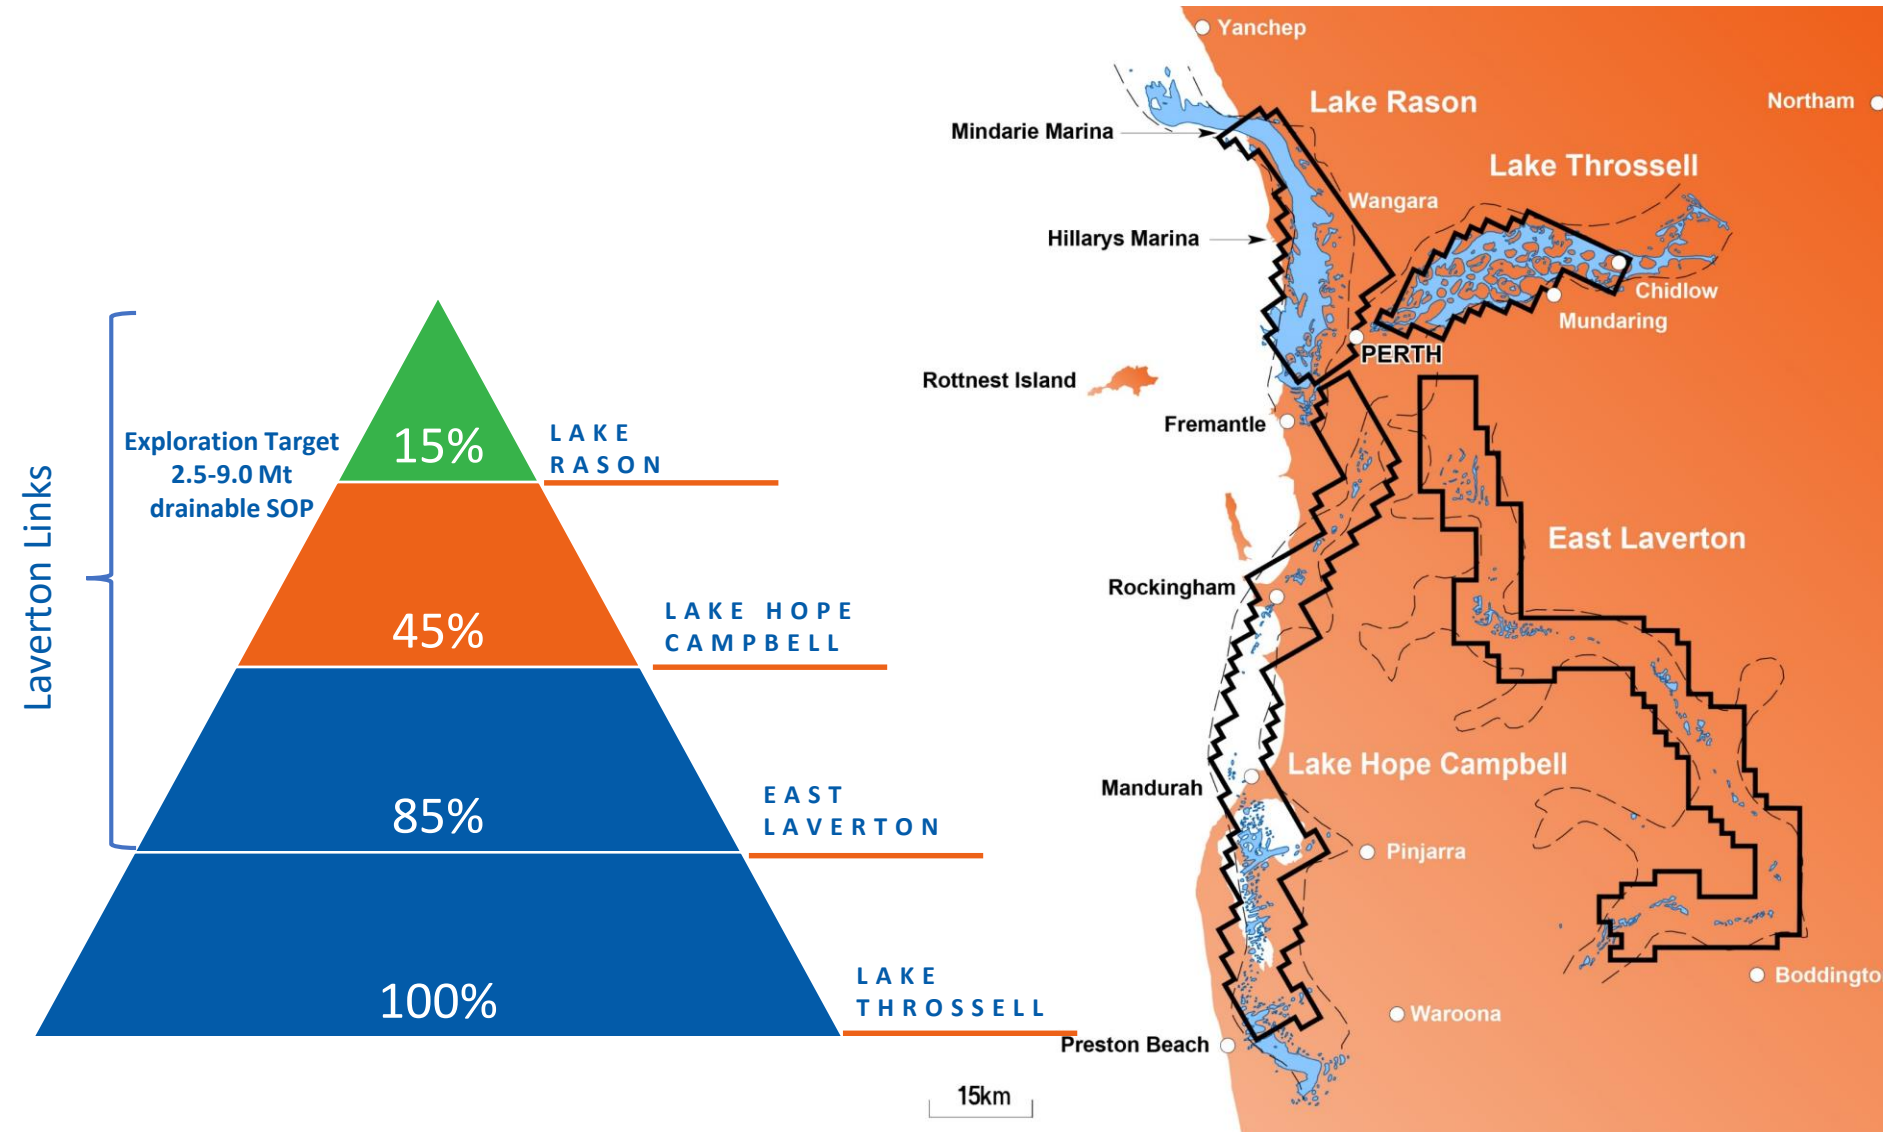 Laverton Links
Exploration Target
2.5-9.0 Mt
drainable SOP
15%
LAKE
RASON
45%
LAKE HOPE
CAMPBELL
85%
EAST
LAVERTON
100%
LAKE
THROSSELL
Yanchep
Lake Rason
Northam
Mindarie Marina
Lake Throssell
Wangara
Hillarys Marina
Chidlow
Mundaring
PERTH
Rottnest Island
Fremantle
East Laverton
Rockingham
Lake Hope Campbell
Mandurah
Pinjarra
Boddingto
Waroona
Preston Beach
15km